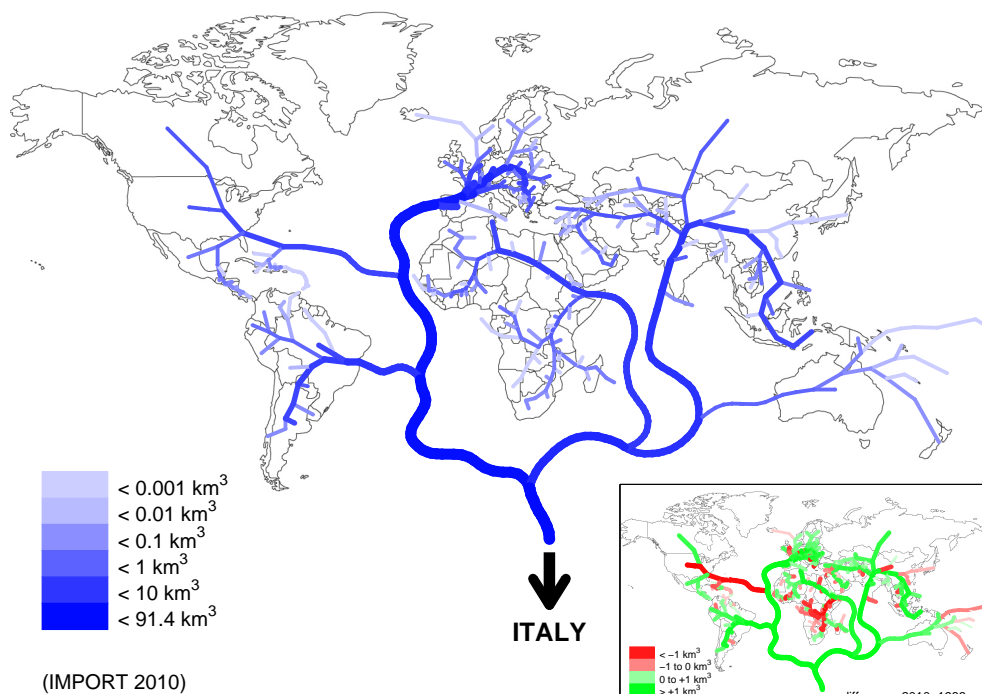 < 0.001 km³
< 0.01 km³
< 0.1 km³
< 1 km³
< 10 km³
< 91.4 km³
(IMPORT 2010)
ITALY
< −1 km³
−1 to 0 km³
0 to +1 km³
> +1 km³